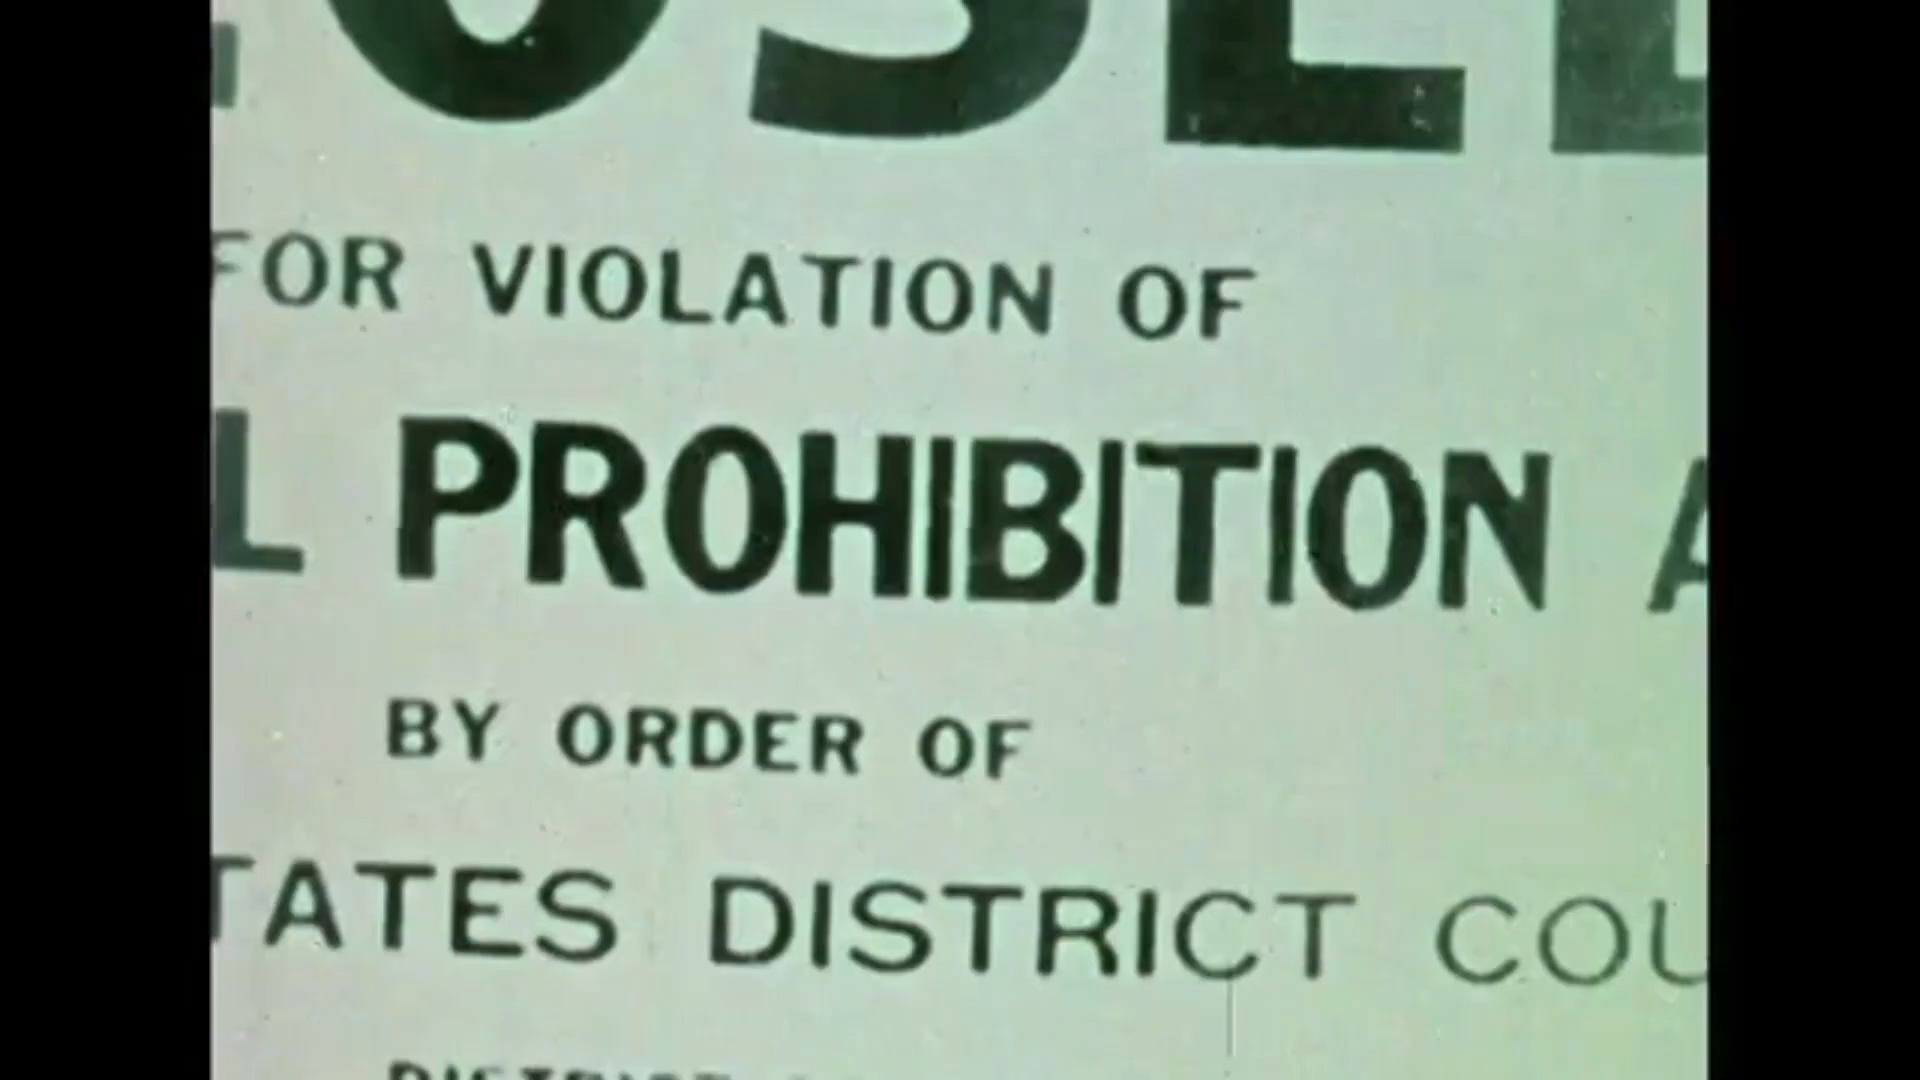 FOR VIOLATION OF
L PROHIBITION A
BY ORDER OF
TATES DISTRICT COU